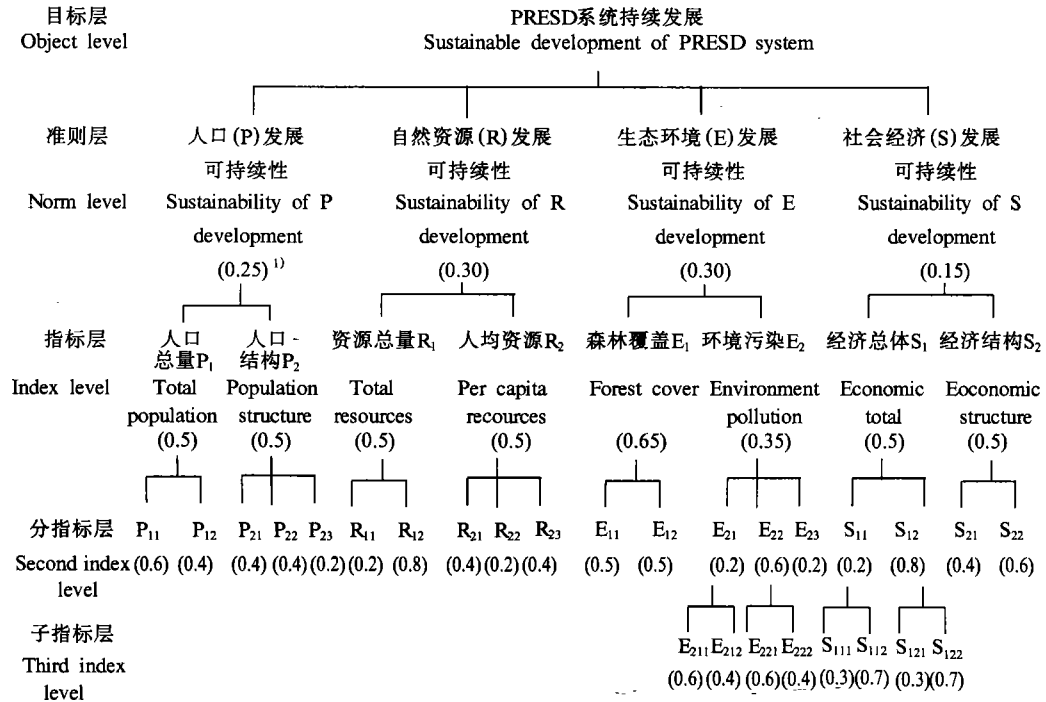 目标层 PRESD系统持续发展
Object level Sustainable development of PRESD system
准则层 人口(P)发展 自然资源(R)发展 生态环境(E)发展 社会经济(S)发展
可持续性 可持续性 可持续性 可持续性
Norm level Sustainability of P Sustainability of R Sustainability of E Sustainability of S
development development development development
(0.25)¹⁾ (0.30) (0.30) (0.15)
指标层 人口 人口 资源总量R₁ 人均资源R₂ 森林覆盖E₁ 环境污染E₂ 经济总体S₁ 经济结构S₂
总量P₁ 结构P₂
Index level Total Population Total Per capita Forest cover Environment Economic Eoconomic
population structure resources recources pollution total structure
(0.5) (0.5) (0.5) (0.5) (0.65) (0.35) (0.5) (0.5)
分指标层 P₁₁ P₁₂ P₂₁ P₂₂ P₂₃ R₁₁ R₁₂ R₂₁ R₂₂ R₂₃ E₁₁ E₁₂ E₂₁ E₂₂ E₂₃ S₁₁ S₁₂ S₂₁ S₂₂
Second index (0.6) (0.4) (0.4) (0.4) (0.2) (0.2) (0.8) (0.4) (0.2) (0.4) (0.5) (0.5) (0.2) (0.6) (0.2) (0.2) (0.8) (0.4) (0.6)
level
子指标层 E₂₁₁ E₂₁₂ E₂₂₁ E₂₂₂ S₁₁₁ S₁₁₂ S₁₂₁ S₁₂₂
Third index (0.6) (0.4) (0.6) (0.4) (0.3) (0.7) (0.3) (0.7)
level